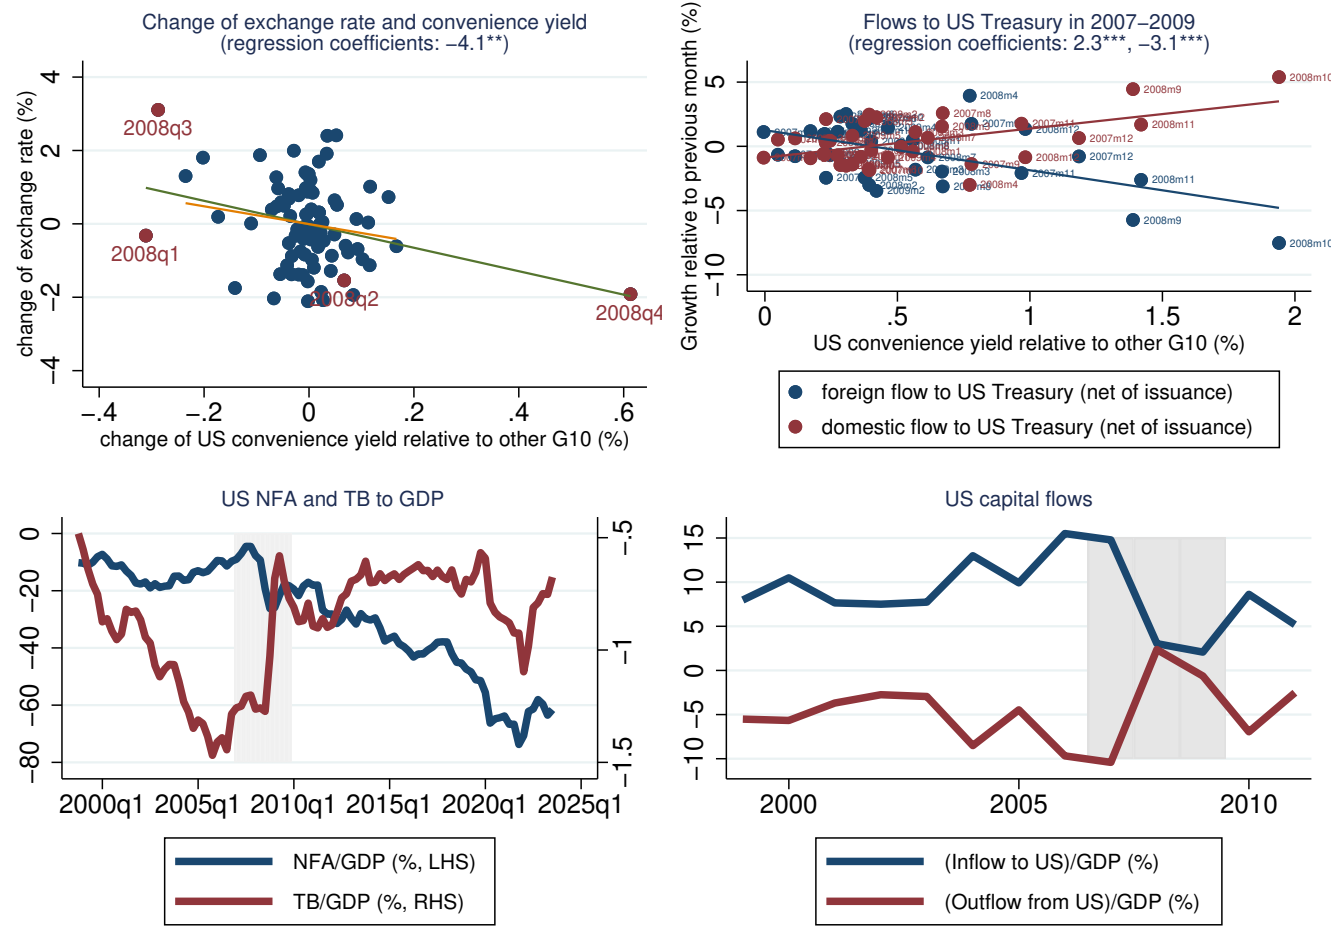 Change of exchange rate and convenience yield
(regression coefficients: −4.1**)
change of exchange rate (%)
4
2
0
−2
−4
2008q3
2008q1
2008q2
2008q4
−.4
−.2
0
.2
.4
.6
change of US convenience yield relative to other G10 (%)
Flows to US Treasury in 2007−2009
(regression coefficients: 2.3***, −3.1***)
Growth relative to previous month (%)
5
0
−5
−10
2008m10
2008m9
2008m4
2007m8
2008m11
2007m11
2008m12
2007m12
2007m9
2008m3
2007m11
2008m4
2008m11
2009m2
2008m9
2008m10
0
.5
1
1.5
2
US convenience yield relative to other G10 (%)
foreign flow to US Treasury (net of issuance)
domestic flow to US Treasury (net of issuance)
US NFA and TB to GDP
0
−20
−40
−60
−80
−.5
−1
−1.5
2000q1
2005q1
2010q1
2015q1
2020q1
2025q1
NFA/GDP (%, LHS)
TB/GDP (%, RHS)
US capital flows
15
10
5
0
−5
−10
2000
2005
2010
(Inflow to US)/GDP (%)
(Outflow from US)/GDP (%)